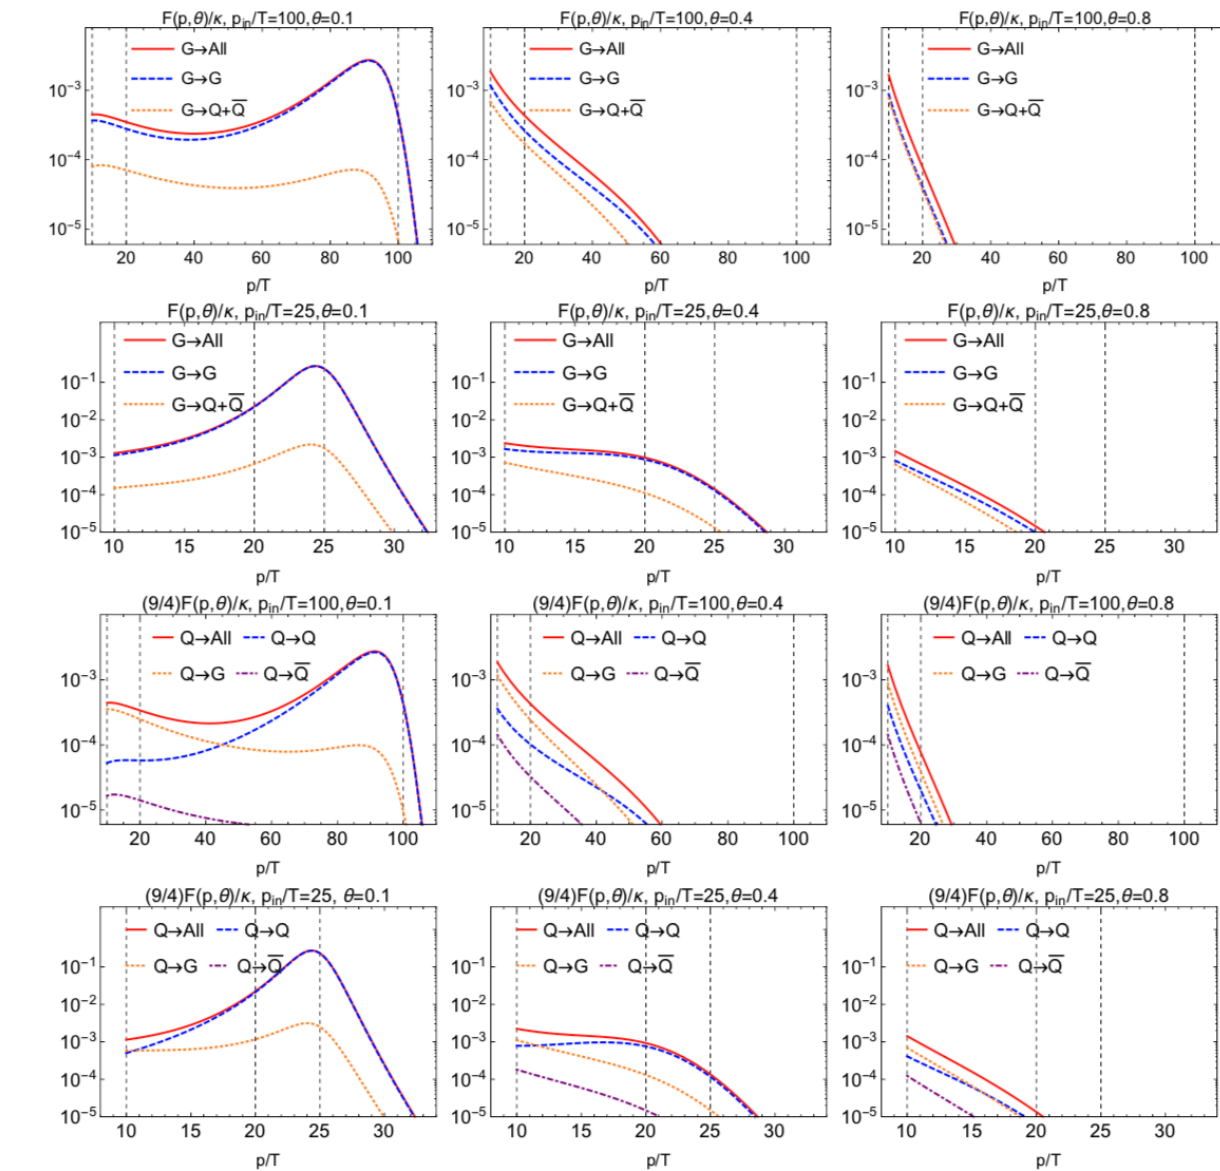 F(p,θ)/κ, p_in/T=100,θ=0.1
G→All
G→G
G→Q+Q̅
10⁻³
10⁻⁴
10⁻⁵
20 40 60 80 100
p/T
F(p,θ)/κ, p_in/T=100,θ=0.4
G→All
G→G
G→Q+Q̅
10⁻³
10⁻⁴
10⁻⁵
20 40 60 80 100
p/T
F(p,θ)/κ, p_in/T=100,θ=0.8
G→All
G→G
G→Q+Q̅
10⁻³
10⁻⁴
10⁻⁵
20 40 60 80 100
p/T
F(p,θ)/κ, p_in/T=25,θ=0.1
G→All
G→G
G→Q+Q̅
10⁻¹
10⁻²
10⁻³
10⁻⁴
10⁻⁵
10 15 20 25 30
p/T
F(p,θ)/κ, p_in/T=25,θ=0.4
G→All
G→G
G→Q+Q̅
10⁻¹
10⁻²
10⁻³
10⁻⁴
10⁻⁵
10 15 20 25 30
p/T
F(p,θ)/κ, p_in/T=25,θ=0.8
G→All
G→G
G→Q+Q̅
10⁻¹
10⁻²
10⁻³
10⁻⁴
10⁻⁵
10 15 20 25 30
p/T
(9/4)F(p,θ)/κ, p_in/T=100,θ=0.1
Q→All Q→Q
Q→G Q→Q̅
10⁻³
10⁻⁴
10⁻⁵
20 40 60 80 100
p/T
(9/4)F(p,θ)/κ, p_in/T=100,θ=0.4
Q→All Q→Q
Q→G Q→Q̅
10⁻³
10⁻⁴
10⁻⁵
20 40 60 80 100
p/T
(9/4)F(p,θ)/κ, p_in/T=100,θ=0.8
Q→All Q→Q
Q→G Q→Q̅
10⁻³
10⁻⁴
10⁻⁵
20 40 60 80 100
p/T
(9/4)F(p,θ)/κ, p_in/T=25, θ=0.1
Q→All Q→Q
Q→G Q→Q̅
10⁻¹
10⁻²
10⁻³
10⁻⁴
10⁻⁵
10 15 20 25 30
p/T
(9/4)F(p,θ)/κ, p_in/T=25,θ=0.4
Q→All Q→Q
Q→G Q→Q̅
10⁻¹
10⁻²
10⁻³
10⁻⁴
10⁻⁵
10 15 20 25 30
p/T
(9/4)F(p,θ)/κ, p_in/T=25,θ=0.8
Q→All Q→Q
Q→G Q→Q̅
10⁻¹
10⁻²
10⁻³
10⁻⁴
10⁻⁵
10 15 20 25 30
p/T